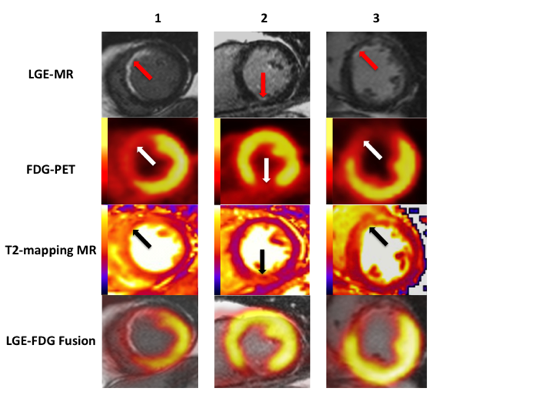 1 2 3
LGE-MR
FDG-PET
T2-mapping MR
LGE-FDG Fusion